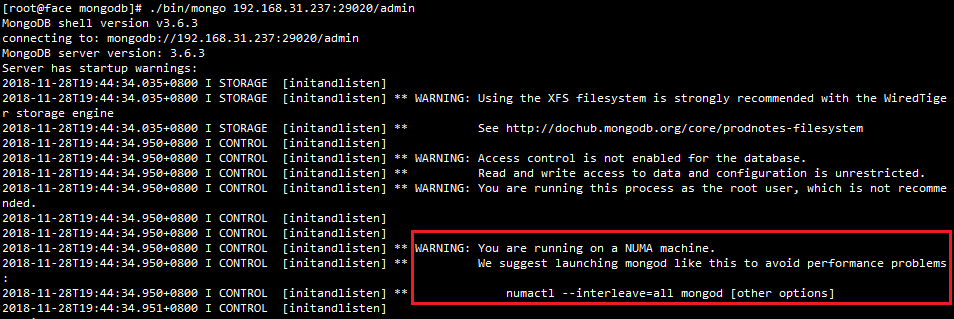 [root@face mongodb]# ./bin/mongo 192.168.31.237:29020/admin
MongoDB shell version v3.6.3
connecting to: mongodb://192.168.31.237:29020/admin
MongoDB server version: 3.6.3
Server has startup warnings:
2018-11-28T19:44:34.035+0800 I STORAGE  [initandlisten]
2018-11-28T19:44:34.035+0800 I STORAGE  [initandlisten] ** WARNING: Using the XFS filesystem is strongly recommended with the WiredTige
r storage engine
2018-11-28T19:44:34.035+0800 I STORAGE  [initandlisten] **          See http://dochub.mongodb.org/core/prodnotes-filesystem
2018-11-28T19:44:34.950+0800 I CONTROL  [initandlisten]
2018-11-28T19:44:34.950+0800 I CONTROL  [initandlisten] ** WARNING: Access control is not enabled for the database.
2018-11-28T19:44:34.950+0800 I CONTROL  [initandlisten] **          Read and write access to data and configuration is unrestricted.
2018-11-28T19:44:34.950+0800 I CONTROL  [initandlisten] ** WARNING: You are running this process as the root user, which is not recomme
nded.
2018-11-28T19:44:34.950+0800 I CONTROL  [initandlisten]
2018-11-28T19:44:34.950+0800 I CONTROL  [initandlisten]
2018-11-28T19:44:34.950+0800 I CONTROL  [initandlisten] ** WARNING: You are running on a NUMA machine.
2018-11-28T19:44:34.950+0800 I CONTROL  [initandlisten] **          We suggest launching mongod like this to avoid performance problems
:
2018-11-28T19:44:34.950+0800 I CONTROL  [initandlisten] **              numactl --interleave=all mongod [other options]
2018-11-28T19:44:34.951+0800 I CONTROL  [initandlisten]